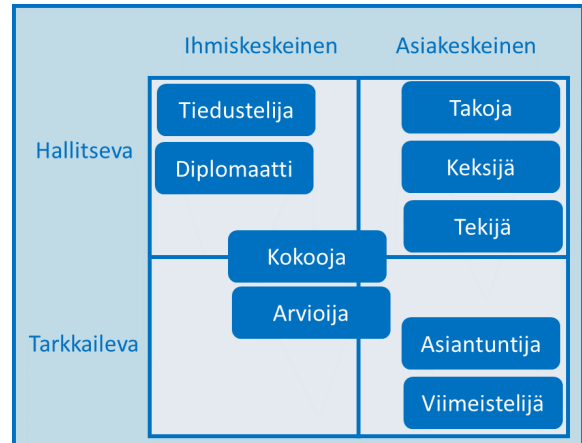 Ihmiskeskeinen Asiakeskeinen
Hallitseva
Tiedustelija
Diplomaatti
Takoja
Keksijä
Tekijä
Kokooja
Arvioija
Tarkkaileva
Asiantuntija
Viimeistelijä